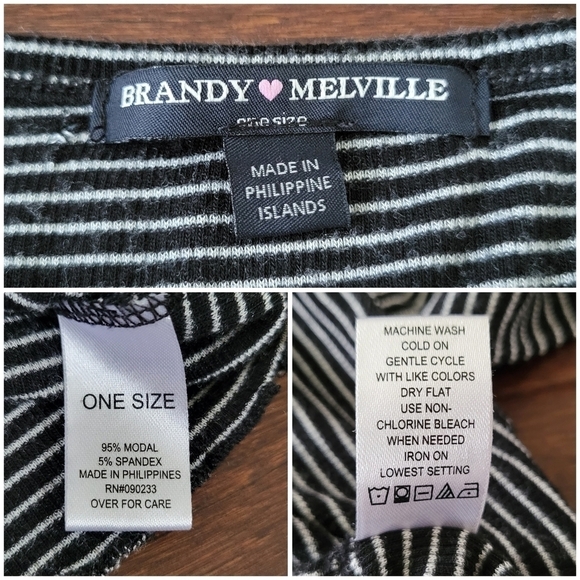 BRANDY MELVILLE
one size
MADE IN
PHILIPPINE
ISLANDS
ONE SIZE
95% MODAL
5% SPANDEX
MADE IN PHILIPPINES
RN#090233
OVER FOR CARE
MACHINE WASH
COLD ON
GENTLE CYCLE
WITH LIKE COLORS
DRY FLAT
USE NON-
CHLORINE BLEACH
WHEN NEEDED
IRON ON
LOWEST SETTING